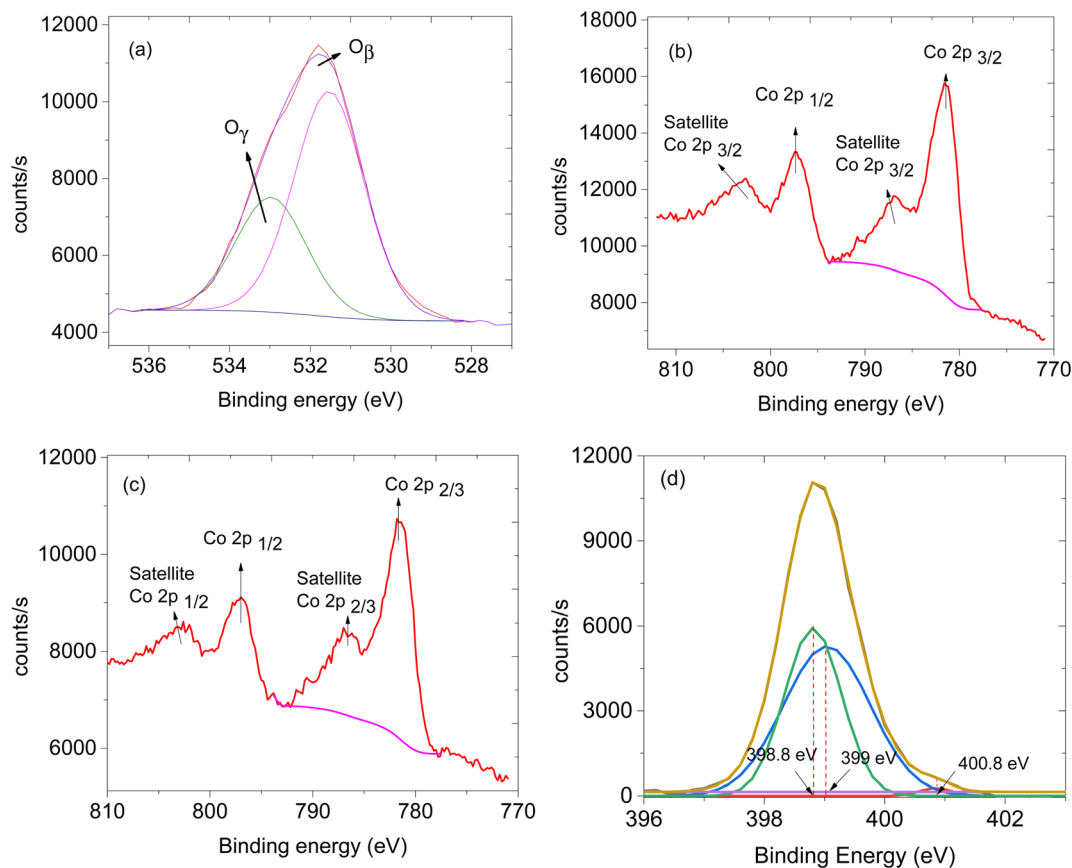 (a)
12000
10000
8000
6000
4000
counts/s
Oβ
Oγ
536
534
532
530
528
Binding energy (eV)
(b)
18000
16000
14000
12000
10000
8000
counts/s
Co 2p 3/2
Co 2p 1/2
Satellite
Co 2p 3/2
Satellite
Co 2p 3/2
810
800
790
780
770
Binding energy (eV)
(c)
12000
10000
8000
6000
counts/s
Co 2p 2/3
Co 2p 1/2
Satellite
Co 2p 1/2
Satellite
Co 2p 2/3
810
800
790
780
770
Binding energy (eV)
(d)
12000
9000
6000
3000
0
counts/s
398.8 eV
399 eV
400.8 eV
396
398
400
402
Binding Energy (eV)